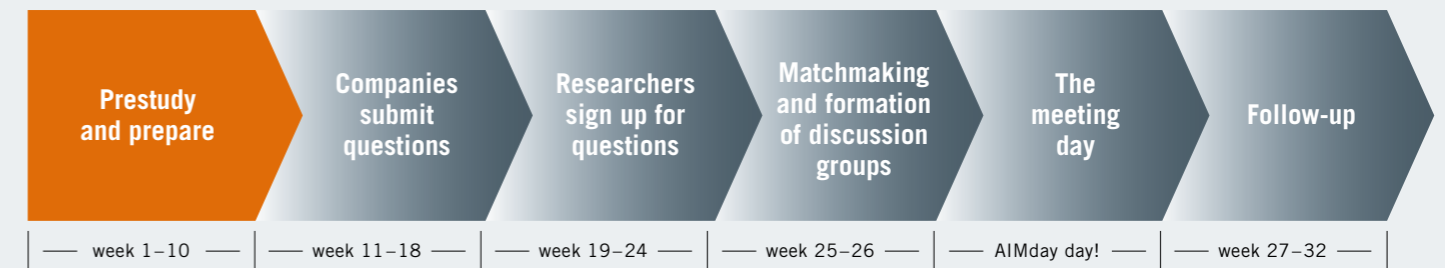 Prestudy
and prepare
Companies
submit
questions
Researchers
sign up for
questions
Matchmaking
and formation
of discussion
groups
The
meeting
day
Follow-up
week 1–10
week 11–18
week 19–24
week 25–26
AIMday day!
week 27–32